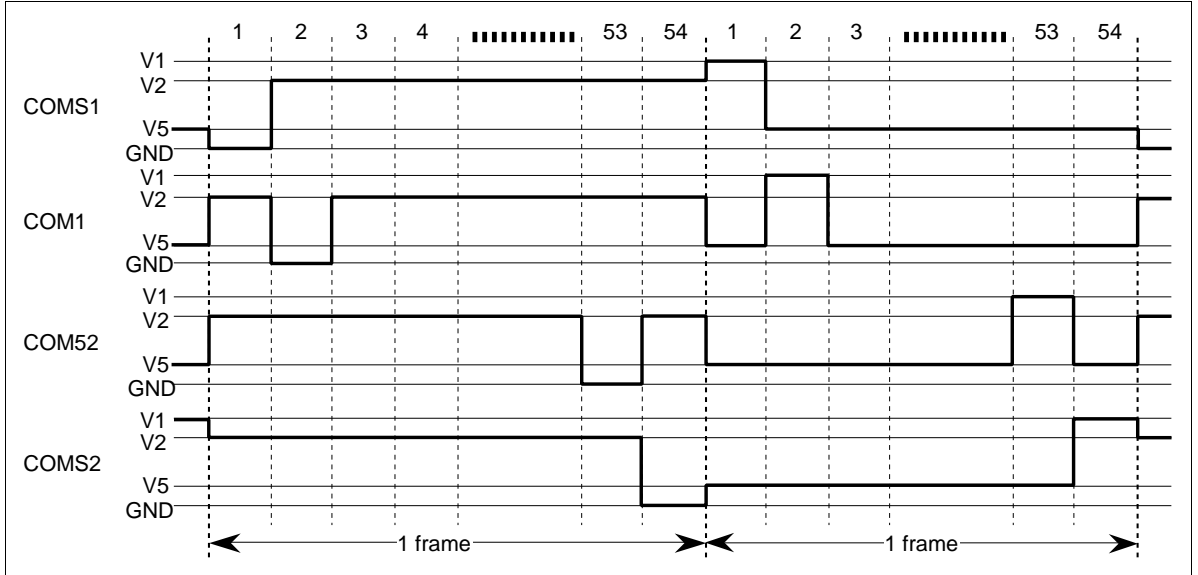 1 2 3 4 53 54 1 2 3 53 54
COMS1
V1
V2
V5
GND
COM1
V1
V2
V5
GND
COM52
V1
V2
V5
GND
COMS2
V1
V2
V5
GND
1 frame 1 frame